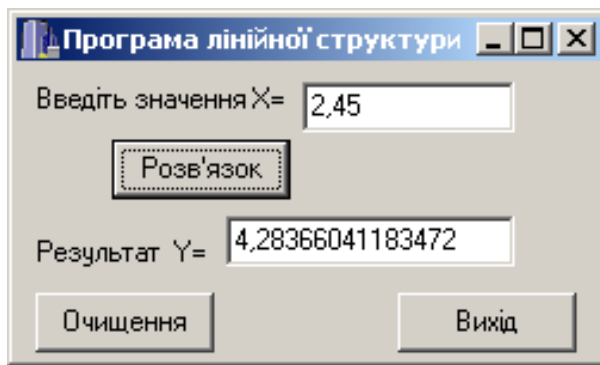 Програма лінійної структури
Введіть значення X= 2,45
Розв'язок
Результат Y= 4,28366041183472
Очищення Вихід